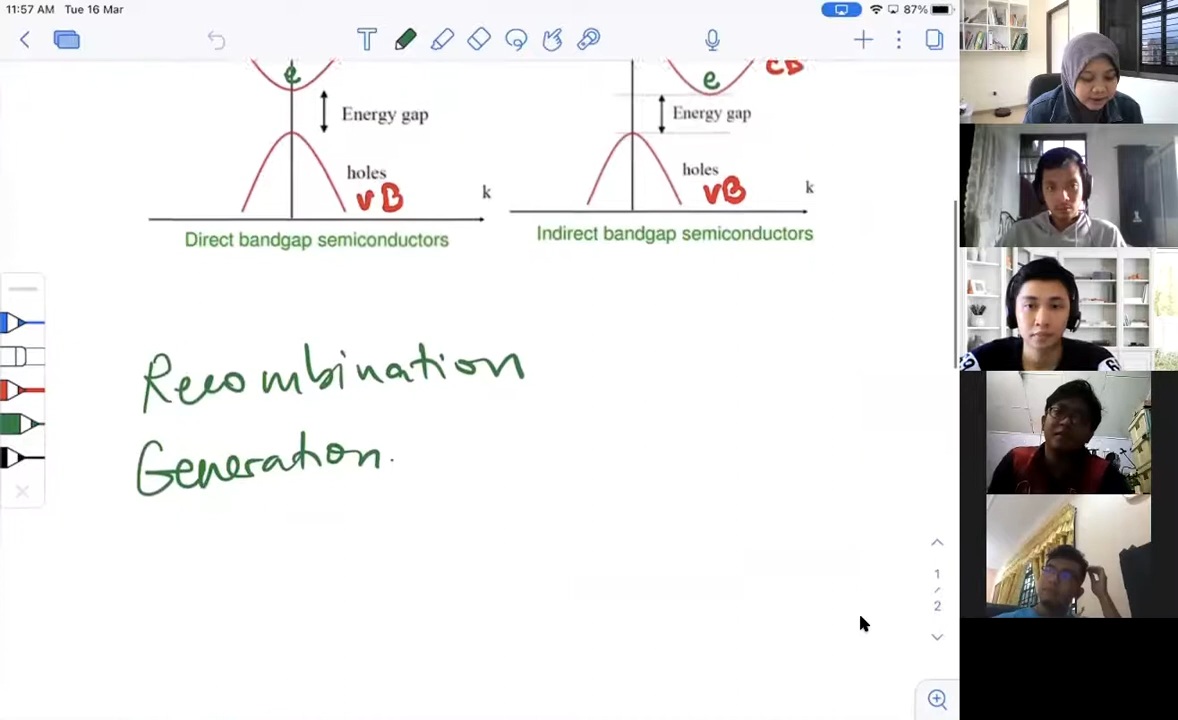 11:57 AM Tue 16 Mar
87%
T
e
e
Energy gap
Energy gap
holes
VB
k
holes
VB
k
Direct bandgap semiconductors
Indirect bandgap semiconductors
Recombination
Generation.
1
/
2